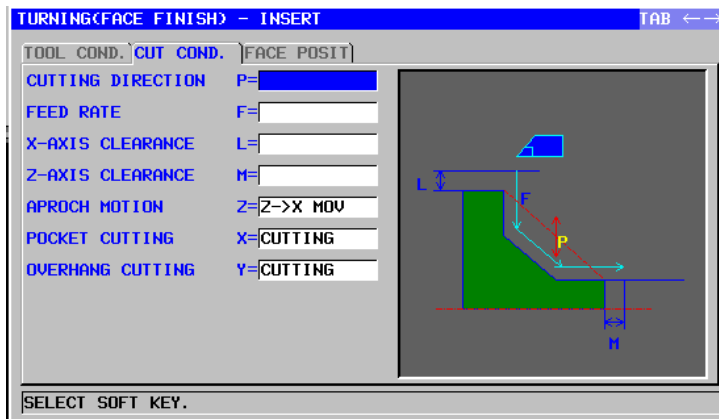 TURNING(FACE FINISH) - INSERT TAB ←→
TOOL COND. CUT COND. FACE POSIT
CUTTING DIRECTION P=
FEED RATE F=
X-AXIS CLEARANCE L=
Z-AXIS CLEARANCE M=
APROCH MOTION Z=Z->X MOV
POCKET CUTTING X=CUTTING
OVERHANG CUTTING Y=CUTTING
L
F
P
M
SELECT SOFT KEY.